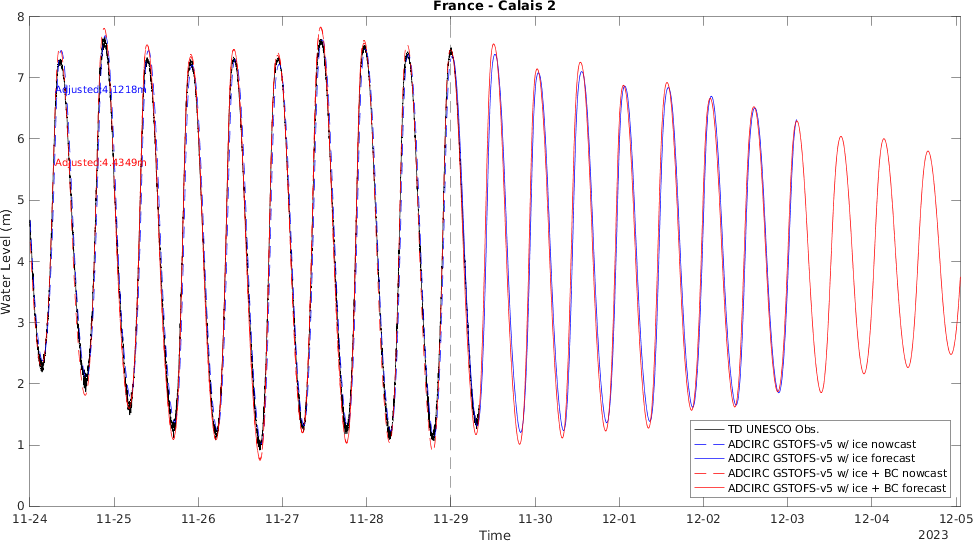 France - Calais 2
8
7
6
5
4
3
2
1
0
Water Level (m)
Adjusted:4.1218m
Adjusted:4.4349m
TD UNESCO Obs.
ADCIRC GSTOFS-v5 w/ ice nowcast
ADCIRC GSTOFS-v5 w/ ice forecast
ADCIRC GSTOFS-v5 w/ ice + BC nowcast
ADCIRC GSTOFS-v5 w/ ice + BC forecast
11-24 11-25 11-26 11-27 11-28 11-29 11-30 12-01 12-02 12-03 12-04 12-05
Time
2023